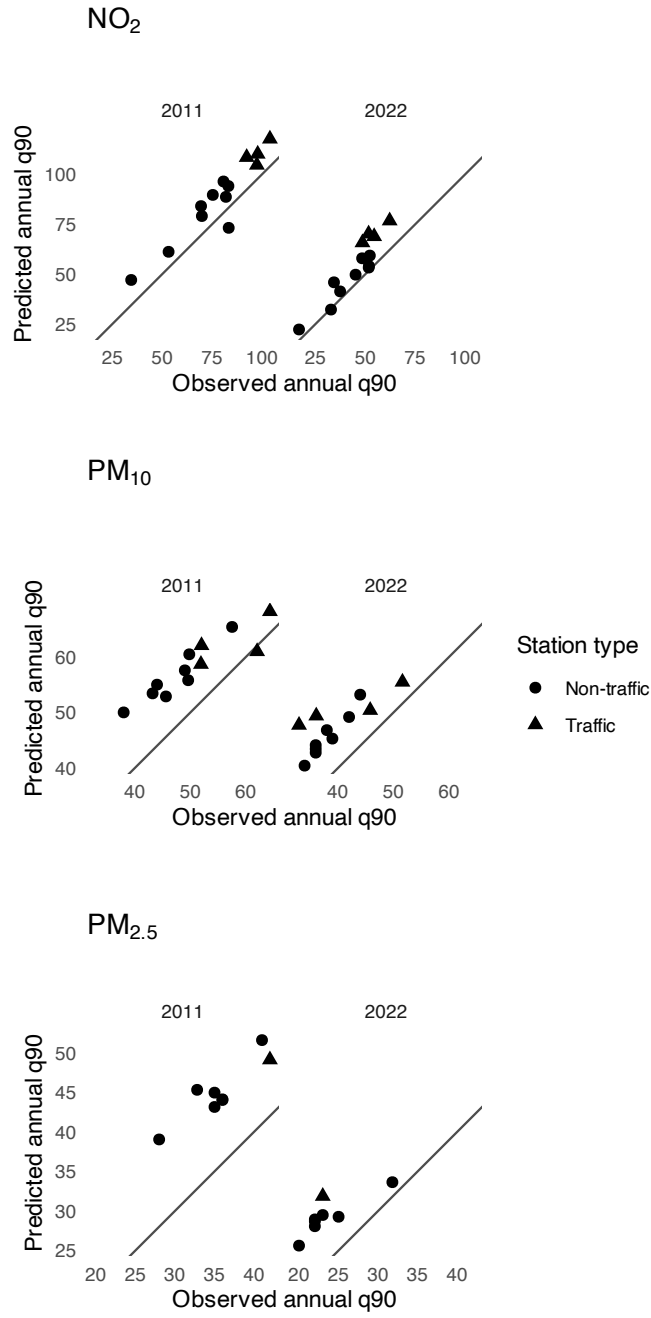 NO2
2011 2022
Predicted annual q90
100
75
50
25
25 50 75 100 25 50 75 100
Observed annual q90
PM10
2011 2022
Predicted annual q90
60
50
40
40 50 60 40 50 60
Observed annual q90
Station type
Non-traffic
Traffic
PM2.5
2011 2022
Predicted annual q90
50
45
40
35
30
25
20 25 30 35 40 20 25 30 35 40
Observed annual q90